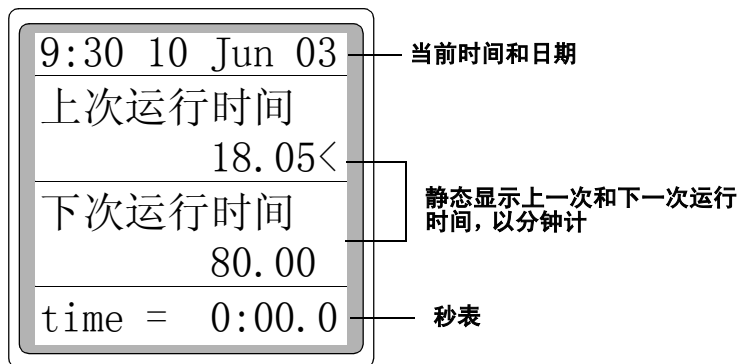 9:30 10 Jun 03
当前时间和日期
上次运行时间
18.05<
静态显示上一次和下一次运行
时间，以分钟计
下次运行时间
80.00
time = 0:00.0
秒表